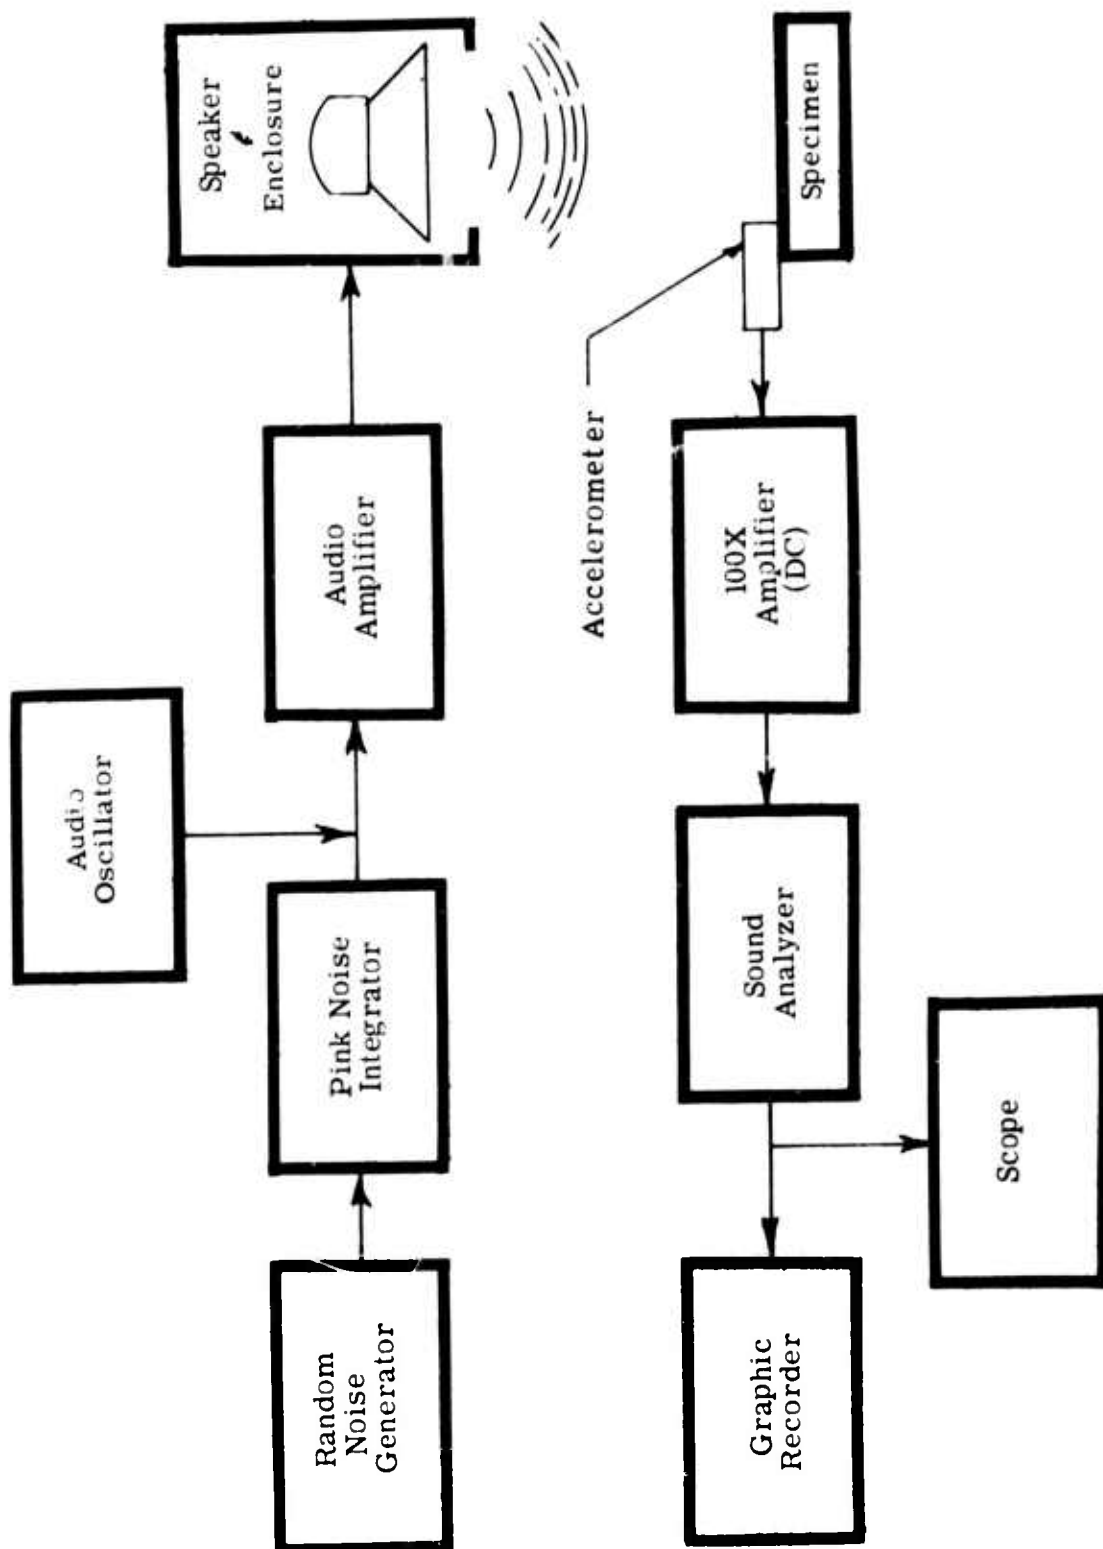 Audio
Oscillator
Random
Noise
Generator
Pink Noise
Integrator
Audio
Amplifier
Speaker
Enclosure
Accelerometer
Graphic
Recorder
Sound
Analyzer
100X
Amplifier
(DC)
Specimen
Scope